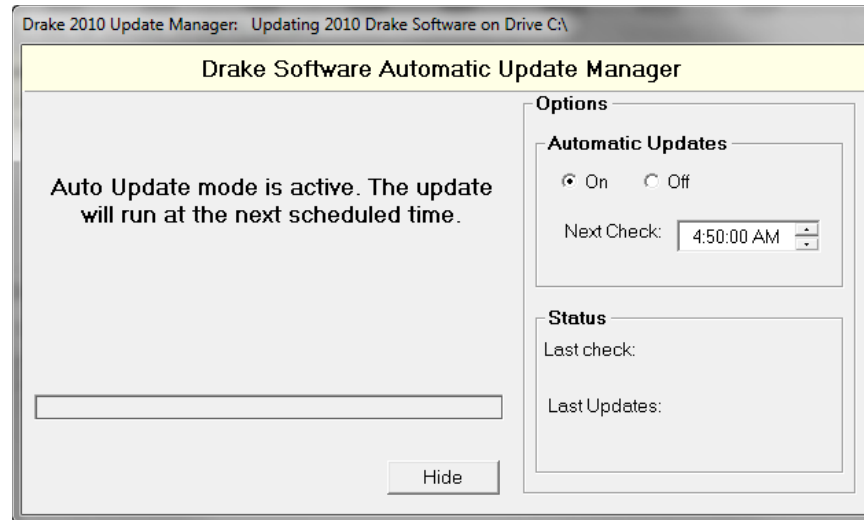 Drake 2010 Update Manager:   Updating 2010 Drake Software on Drive C:\
Drake Software Automatic Update Manager
Auto Update mode is active. The update
will run at the next scheduled time.
Hide
Options
Automatic Updates
On Off
Next Check: 4:50:00 AM
Status
Last check:
Last Updates: